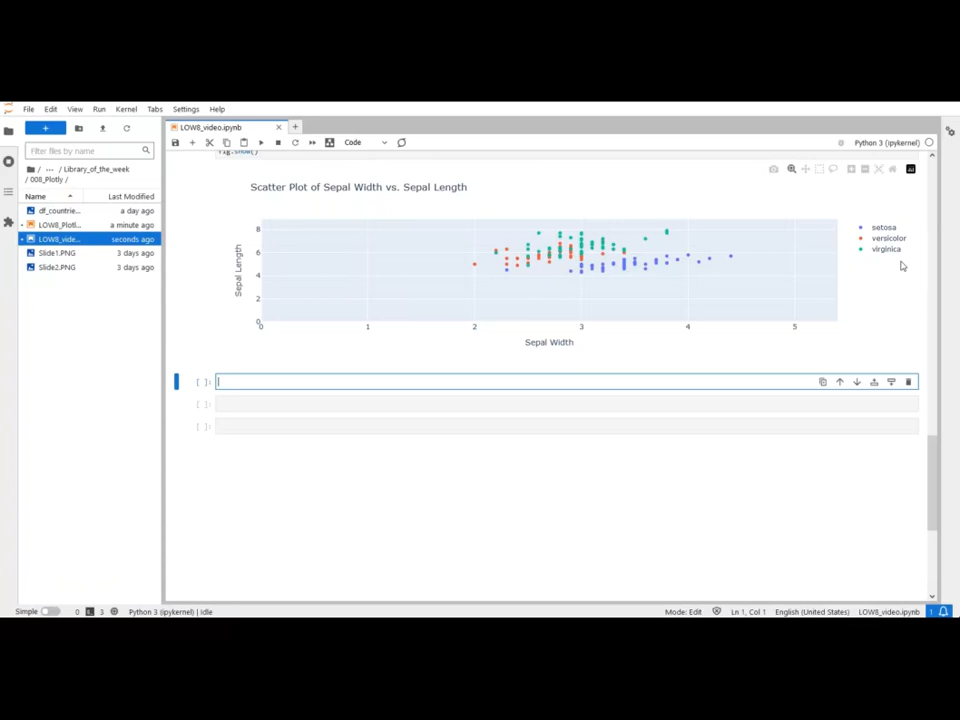 File Edit View Run Kernel Tabs Settings Help
LOW8_video.ipynb
Code
Python 3 (ipykernel)
Filter files by name
/ ··· / Library_of_the_week
/ 008_Plotly /
Name Last Modified
df_countrie... a day ago
LOW8_Plotl... a minute ago
LOW8_vide... seconds ago
Slide1.PNG 3 days ago
Slide2.PNG 3 days ago
Scatter Plot of Sepal Width vs. Sepal Length
setosa
versicolor
virginica
Sepal Length
8
6
4
2
0
0 1 2 3 4 5
Sepal Width
[ ]:
[ ]:
[ ]:
Simple 0 3 Python 3 (ipykernel) | Idle Mode: Edit Ln 1, Col 1 English (United States) LOW8_video.ipynb 1